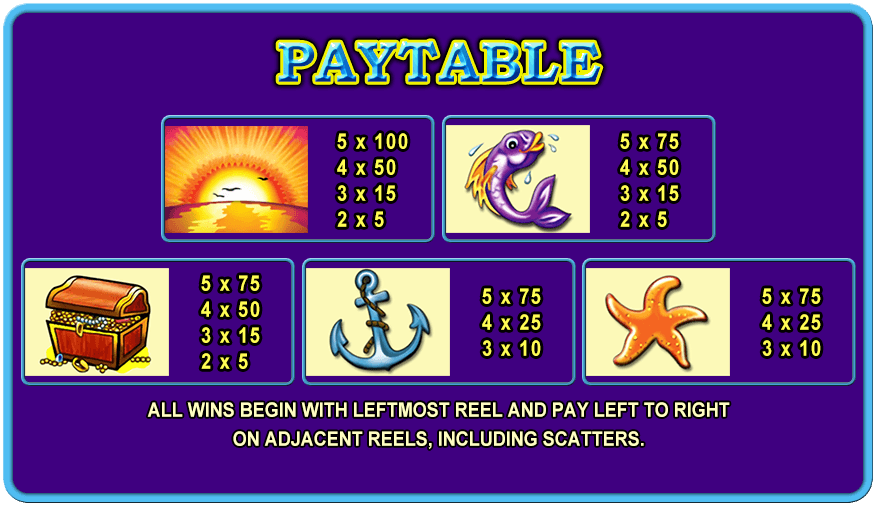 PAYTABLE
5 x 100
4 x 50
3 x 15
2 x 5
5 x 75
4 x 50
3 x 15
2 x 5
5 x 75
4 x 50
3 x 15
2 x 5
5 x 75
4 x 25
3 x 10
5 x 75
4 x 25
3 x 10
ALL WINS BEGIN WITH LEFTMOST REEL AND PAY LEFT TO RIGHT
ON ADJACENT REELS, INCLUDING SCATTERS.